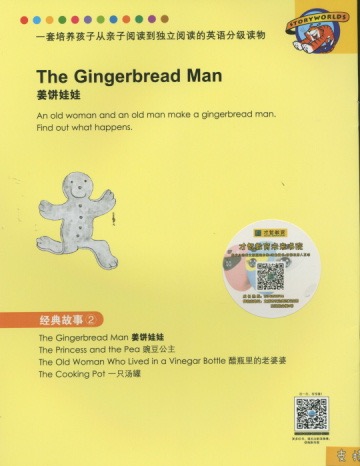 一套培养孩子从亲子阅读到独立阅读的英语分级读物
STORYWORLDS
The Gingerbread Man
姜饼娃娃
An old woman and an old man make a gingerbread man.
Find out what happens.
经典故事 ②
The Gingerbread Man 姜饼娃娃
The Princess and the Pea 豌豆公主
The Old Woman Who Lived in a Vinegar Bottle 醋瓶里的老婆婆
The Cooking Pot 一只汤罐